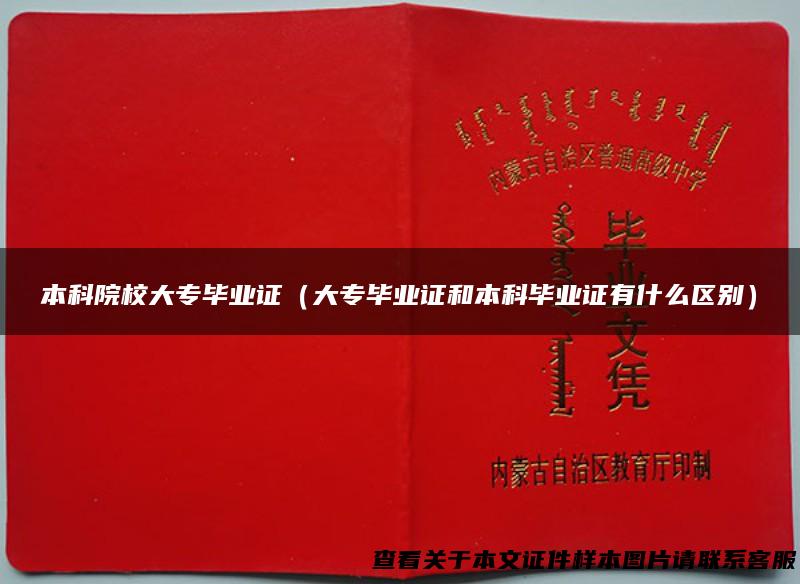 内蒙古自治区普通高级中学
毕业文凭
本科院校大专毕业证（大专毕业证和本科毕业证有什么区别）
内蒙古自治区教育厅印制
查看关于本文证件样本图片请联系客服